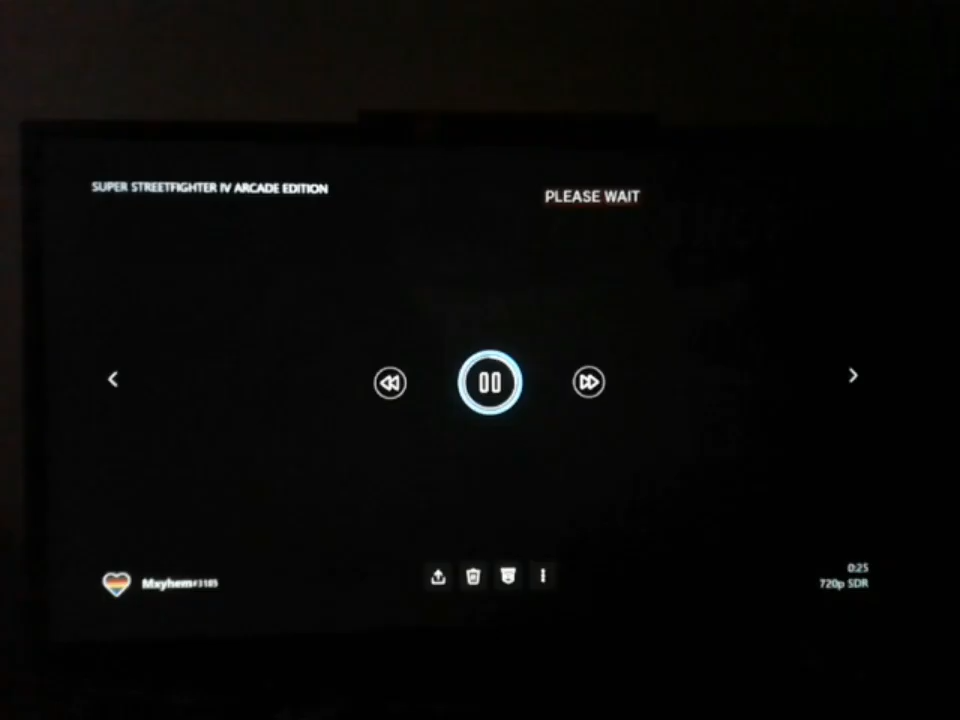 SUPER STREETFIGHTER IV ARCADE EDITION
PLEASE WAIT
Mxyhem#3185
0:25
720p SDR